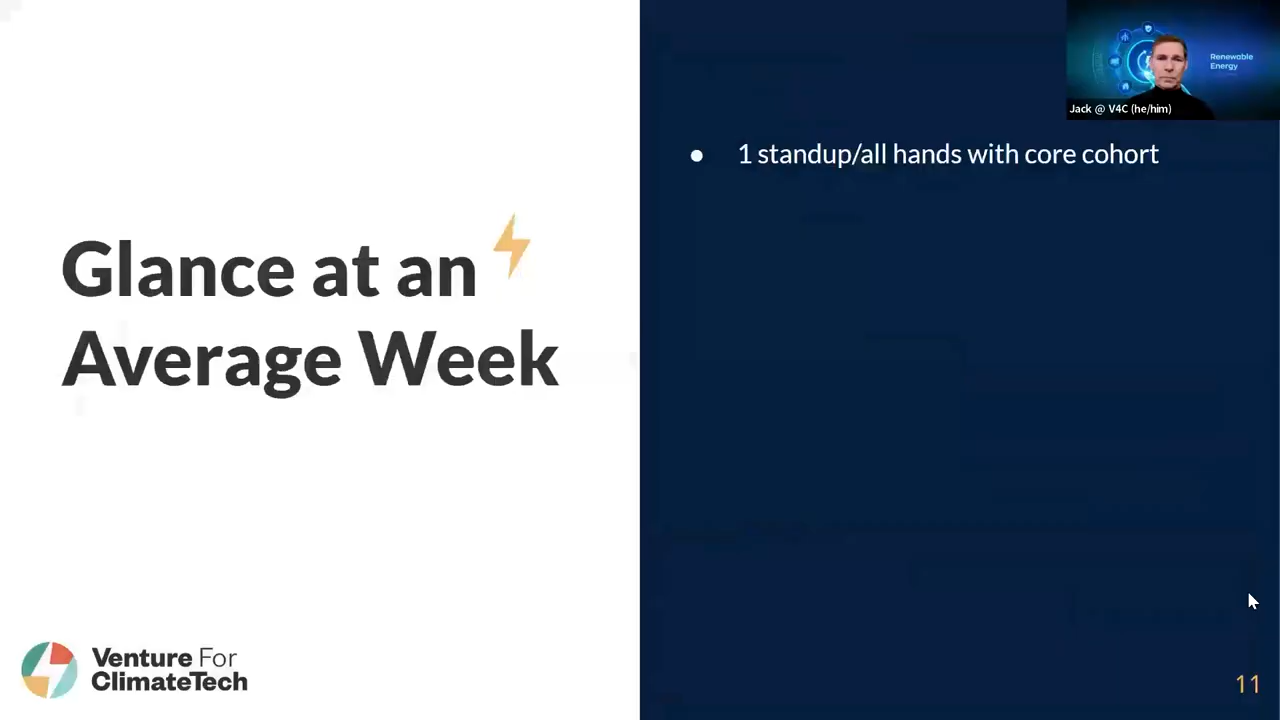 Renewable
Energy
Jack @ V4C (he/him)
● 1 standup/all hands with core cohort
Glance at an
Average Week
Venture For
ClimateTech
11